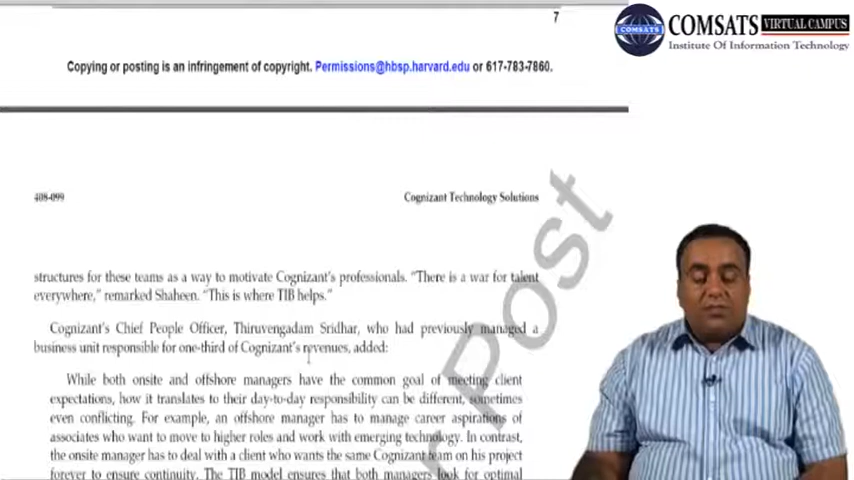 7
COMSATS VIRTUAL CAMPUS
Institute Of Information Technology
COMSATS
Copying or posting is an infringement of copyright. Permissions@hbsp.harvard.edu or 617-783-7860.
408-099
Cognizant Technology Solutions
structures for these teams as a way to motivate Cognizant's professionals. "There is a war for talent
everywhere," remarked Shaheen. "This is where TIB helps."
Cognizant's Chief People Officer, Thiruvengadam Sridhar, who had previously managed a
business unit responsible for one-third of Cognizant's revenues, added:
While both onsite and offshore managers have the common goal of meeting client
expectations, how it translates to their day-to-day responsibility can be different, sometimes
even conflicting. For example, an offshore manager has to manage career aspirations of
associates who want to move to higher roles and work with emerging technology. In contrast,
the onsite manager has to deal with a client who wants the same Cognizant team on his project
forever to ensure continuity. The TIB model ensures that both managers look for optimal
Post